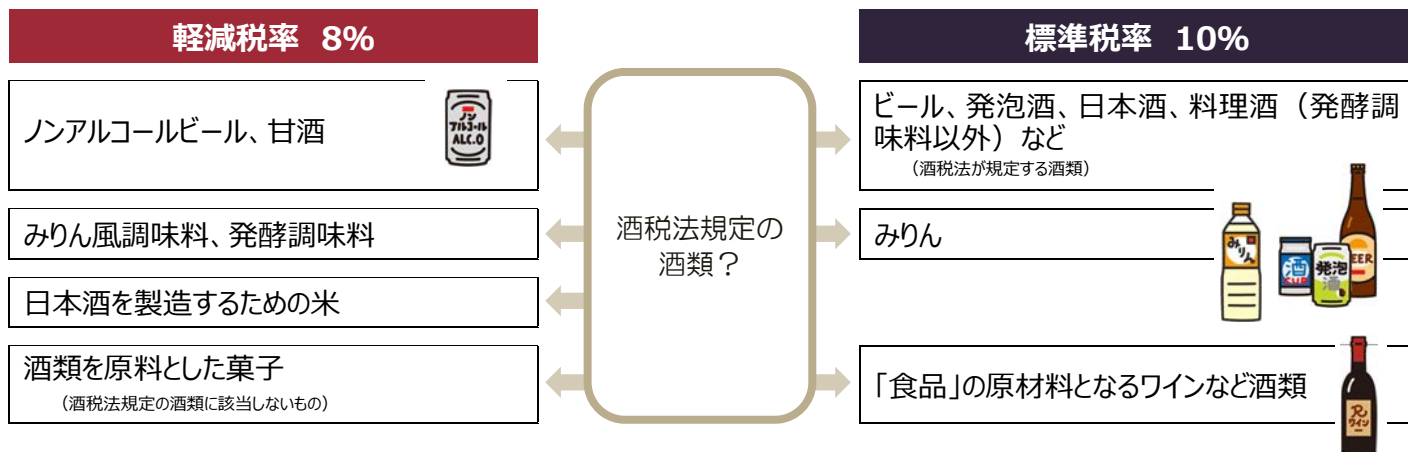 軽減税率 8%
標準税率 10%
ノンアルコールビール、甘酒
ノン
アルコール
ALC.0
みりん風調味料、発酵調味料
日本酒を製造するための米
酒類を原料とした菓子
（酒税法規定の酒類に該当しないもの）
酒税法規定の
酒類？
ビール、発泡酒、日本酒、料理酒（発酵調
味料以外）など
（酒税法が規定する酒類）
みりん
みりん
酒
CUP
発泡
酒
BEER
「食品」の原材料となるワインなど酒類
ワイン